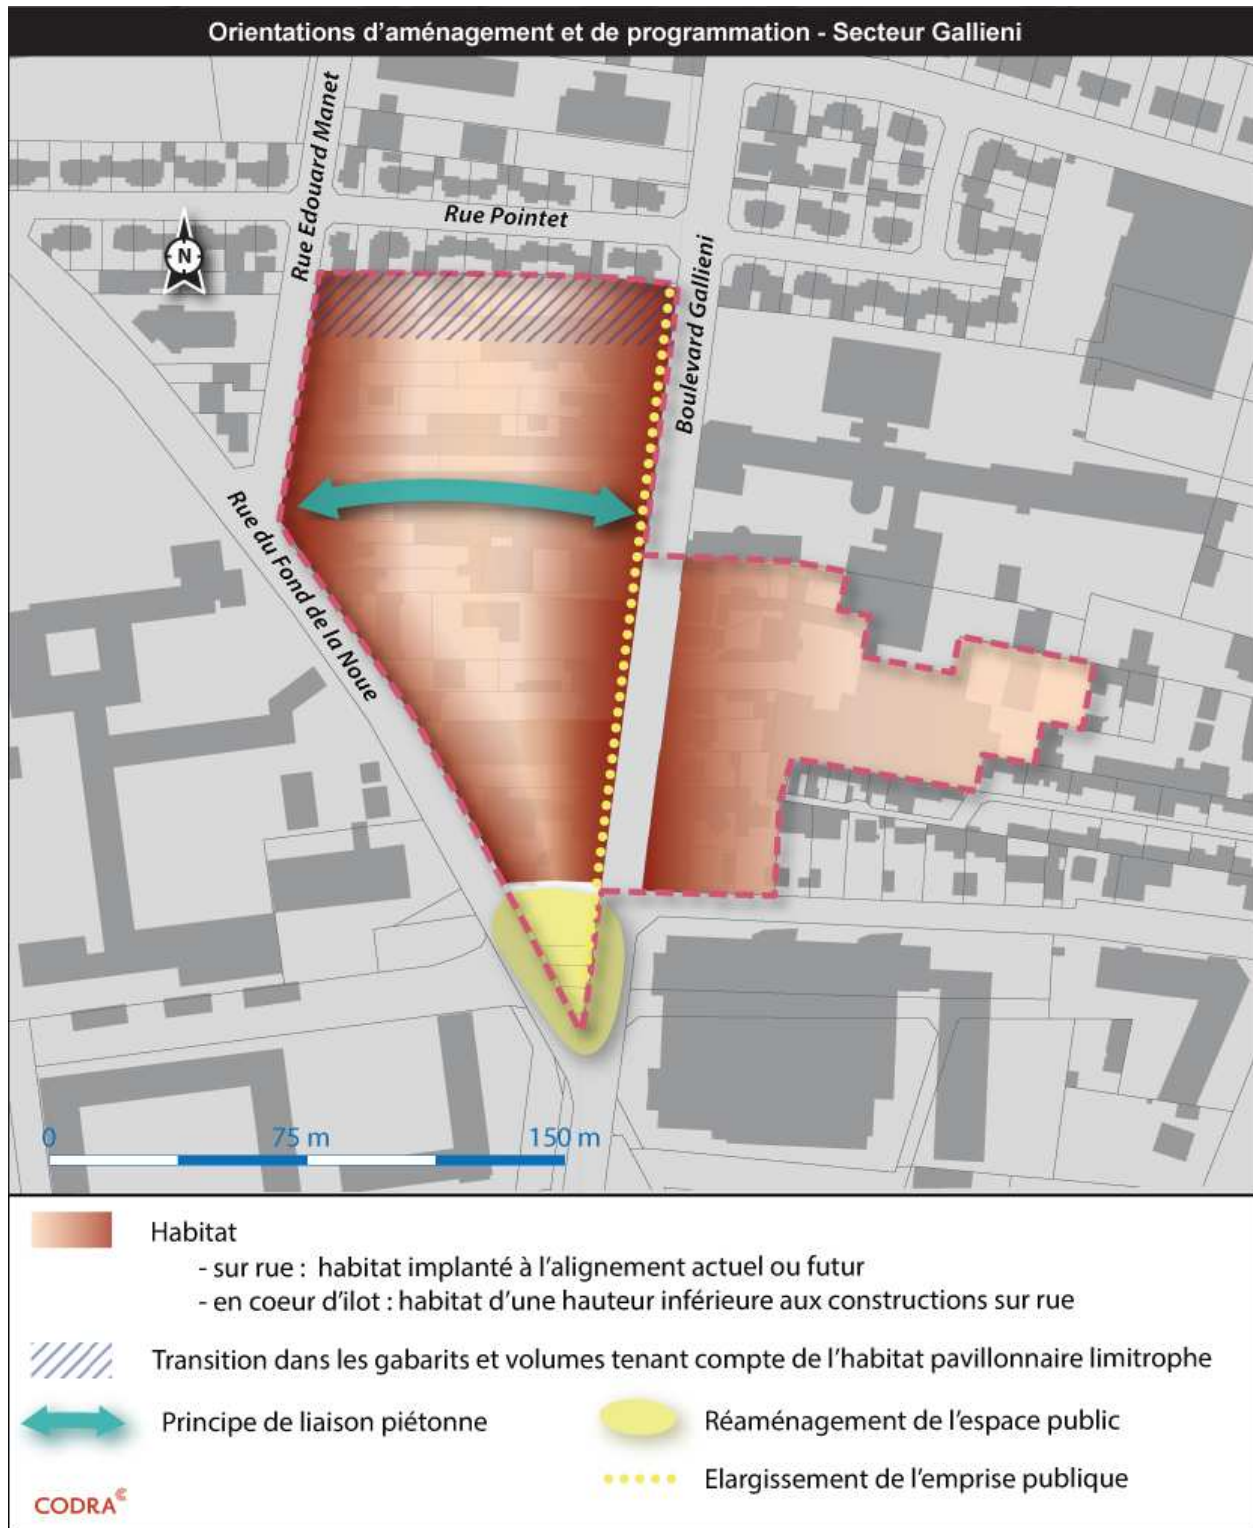 Orientations d'aménagement et de programmation - Secteur Gallieni
Rue Edouard Manet
Rue Pointet
N
Boulevard Gallieni
Rue du Fond de la Noue
0 75 m 150 m
Habitat
- sur rue : habitat implanté à l'alignement actuel ou futur
- en coeur d'ilot : habitat d'une hauteur inférieure aux constructions sur rue
Transition dans les gabarits et volumes tenant compte de l'habitat pavillonnaire limitrophe
Principe de liaison piétonne
Réaménagement de l'espace public
Elargissement de l'emprise publique
CODRA